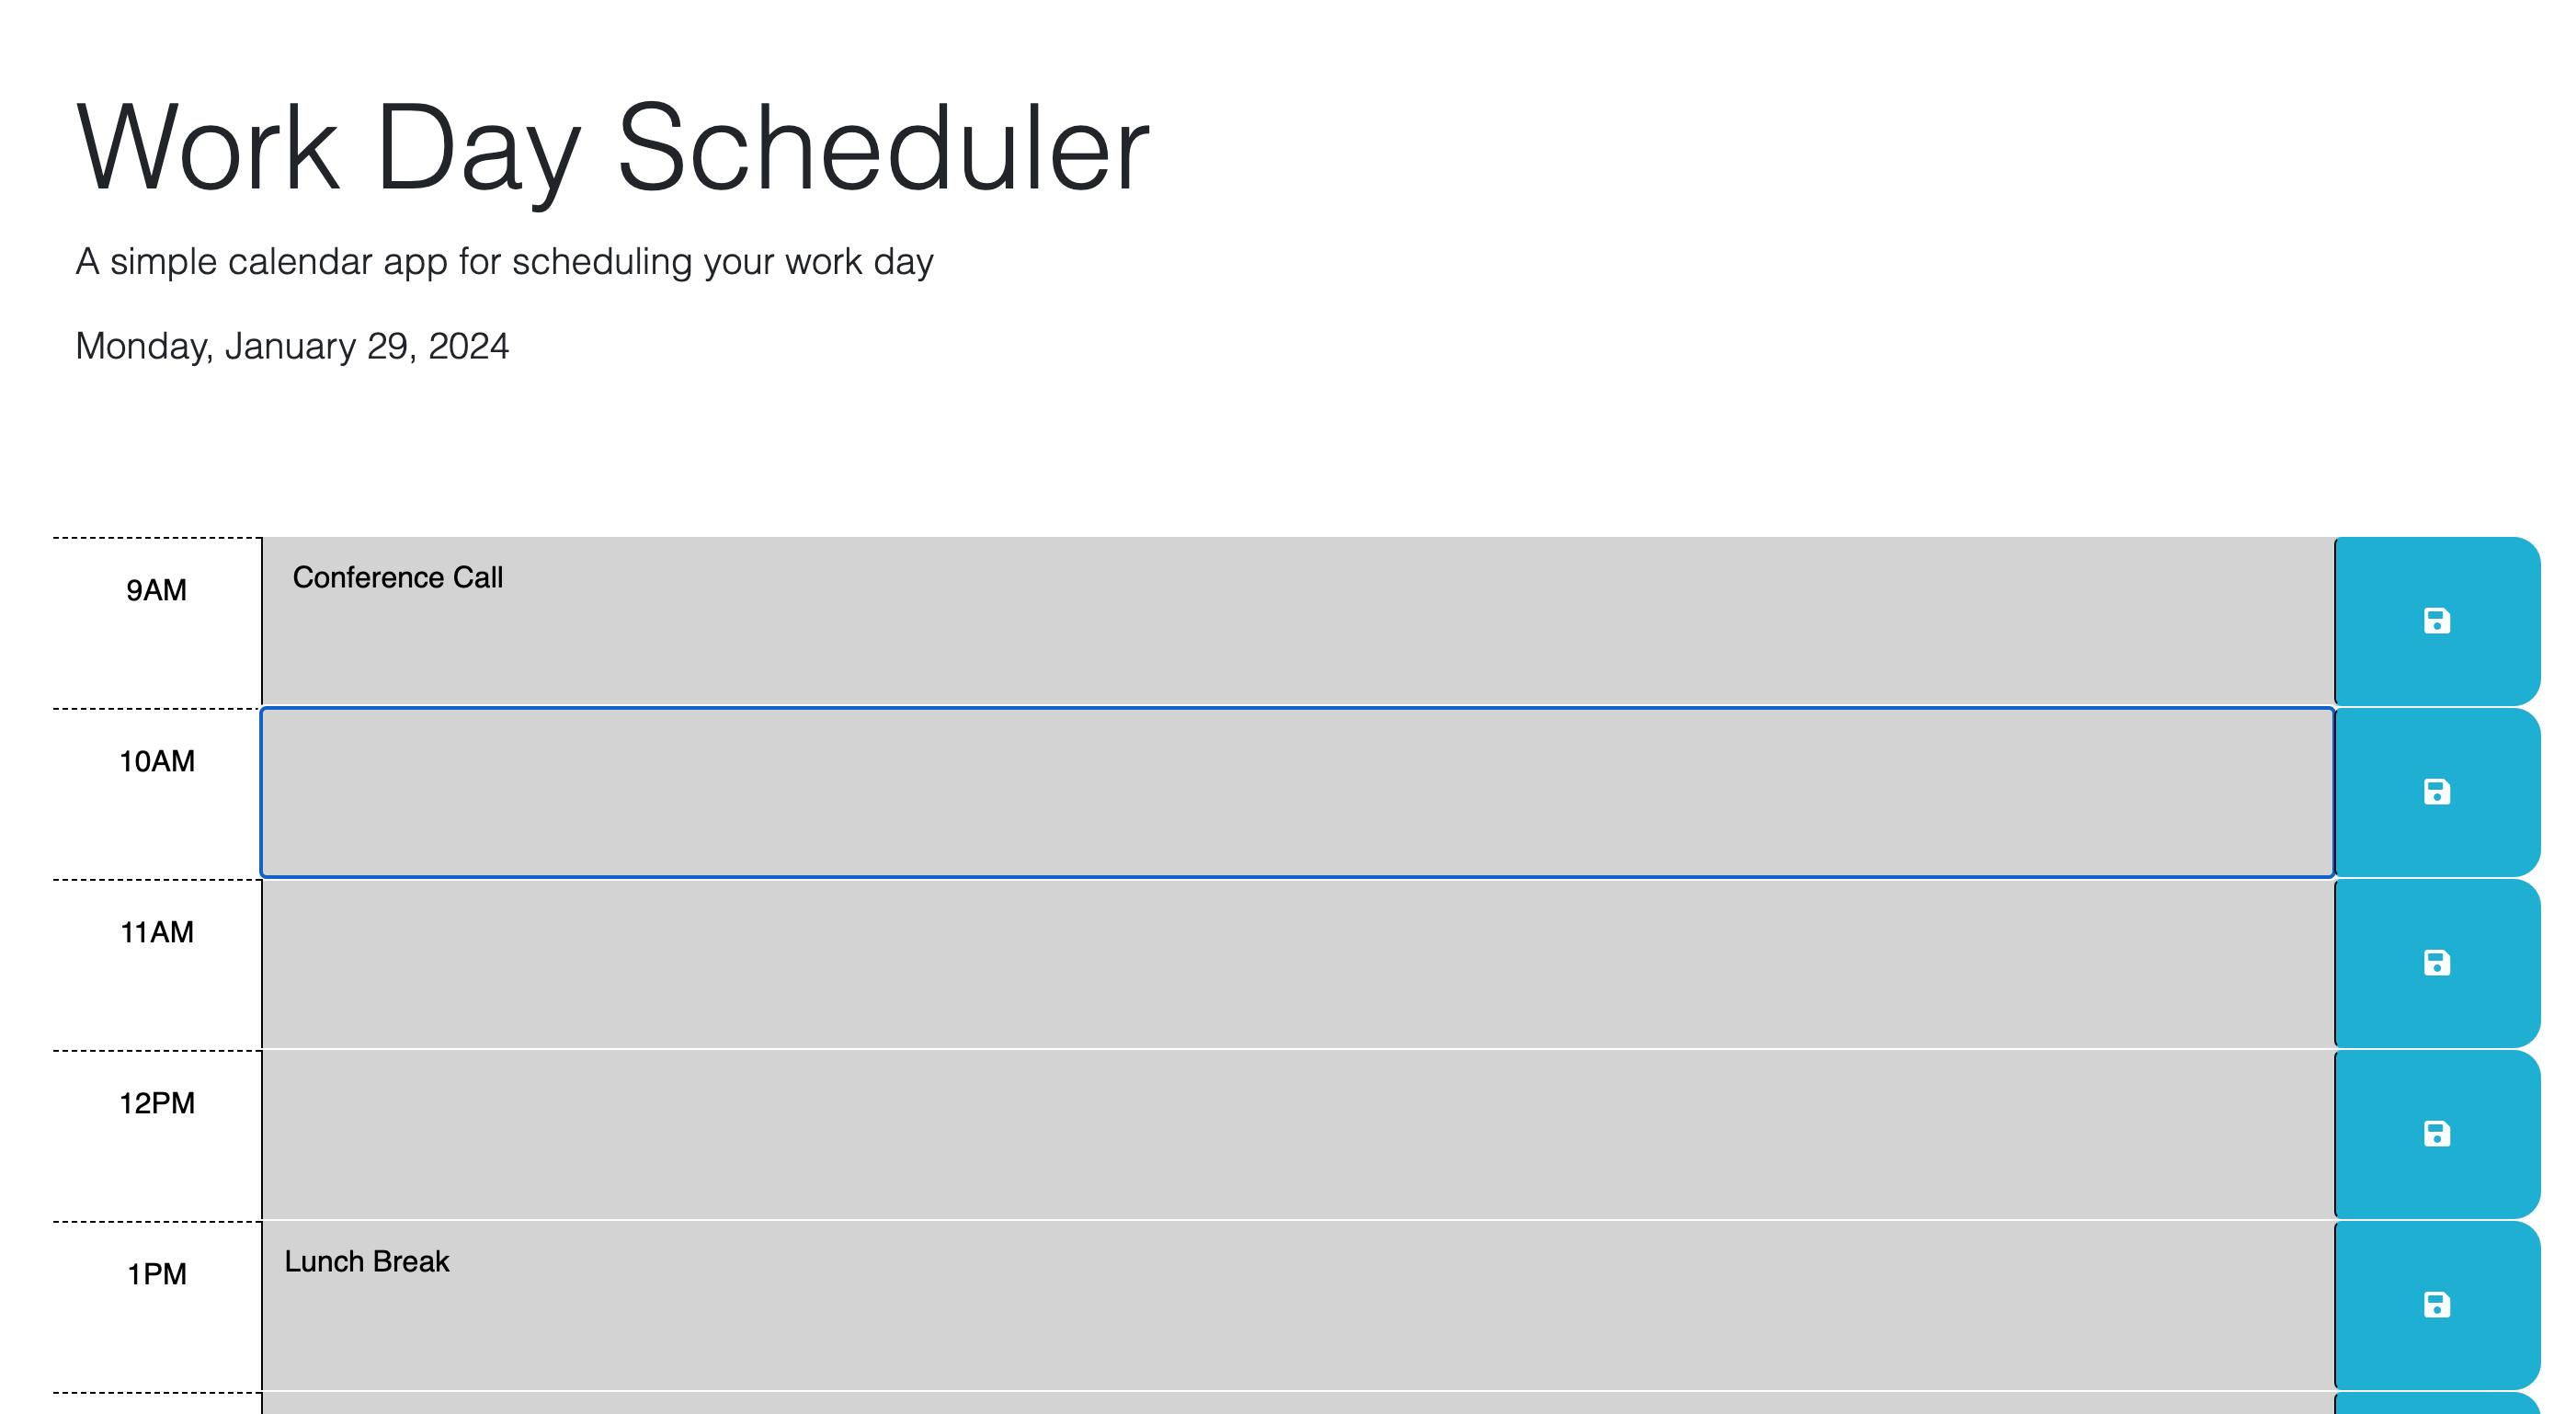 Work Day Scheduler
A simple calendar app for scheduling your work day
Monday, January 29, 2024
9AM
Conference Call
10AM
11AM
12PM
1PM
Lunch Break